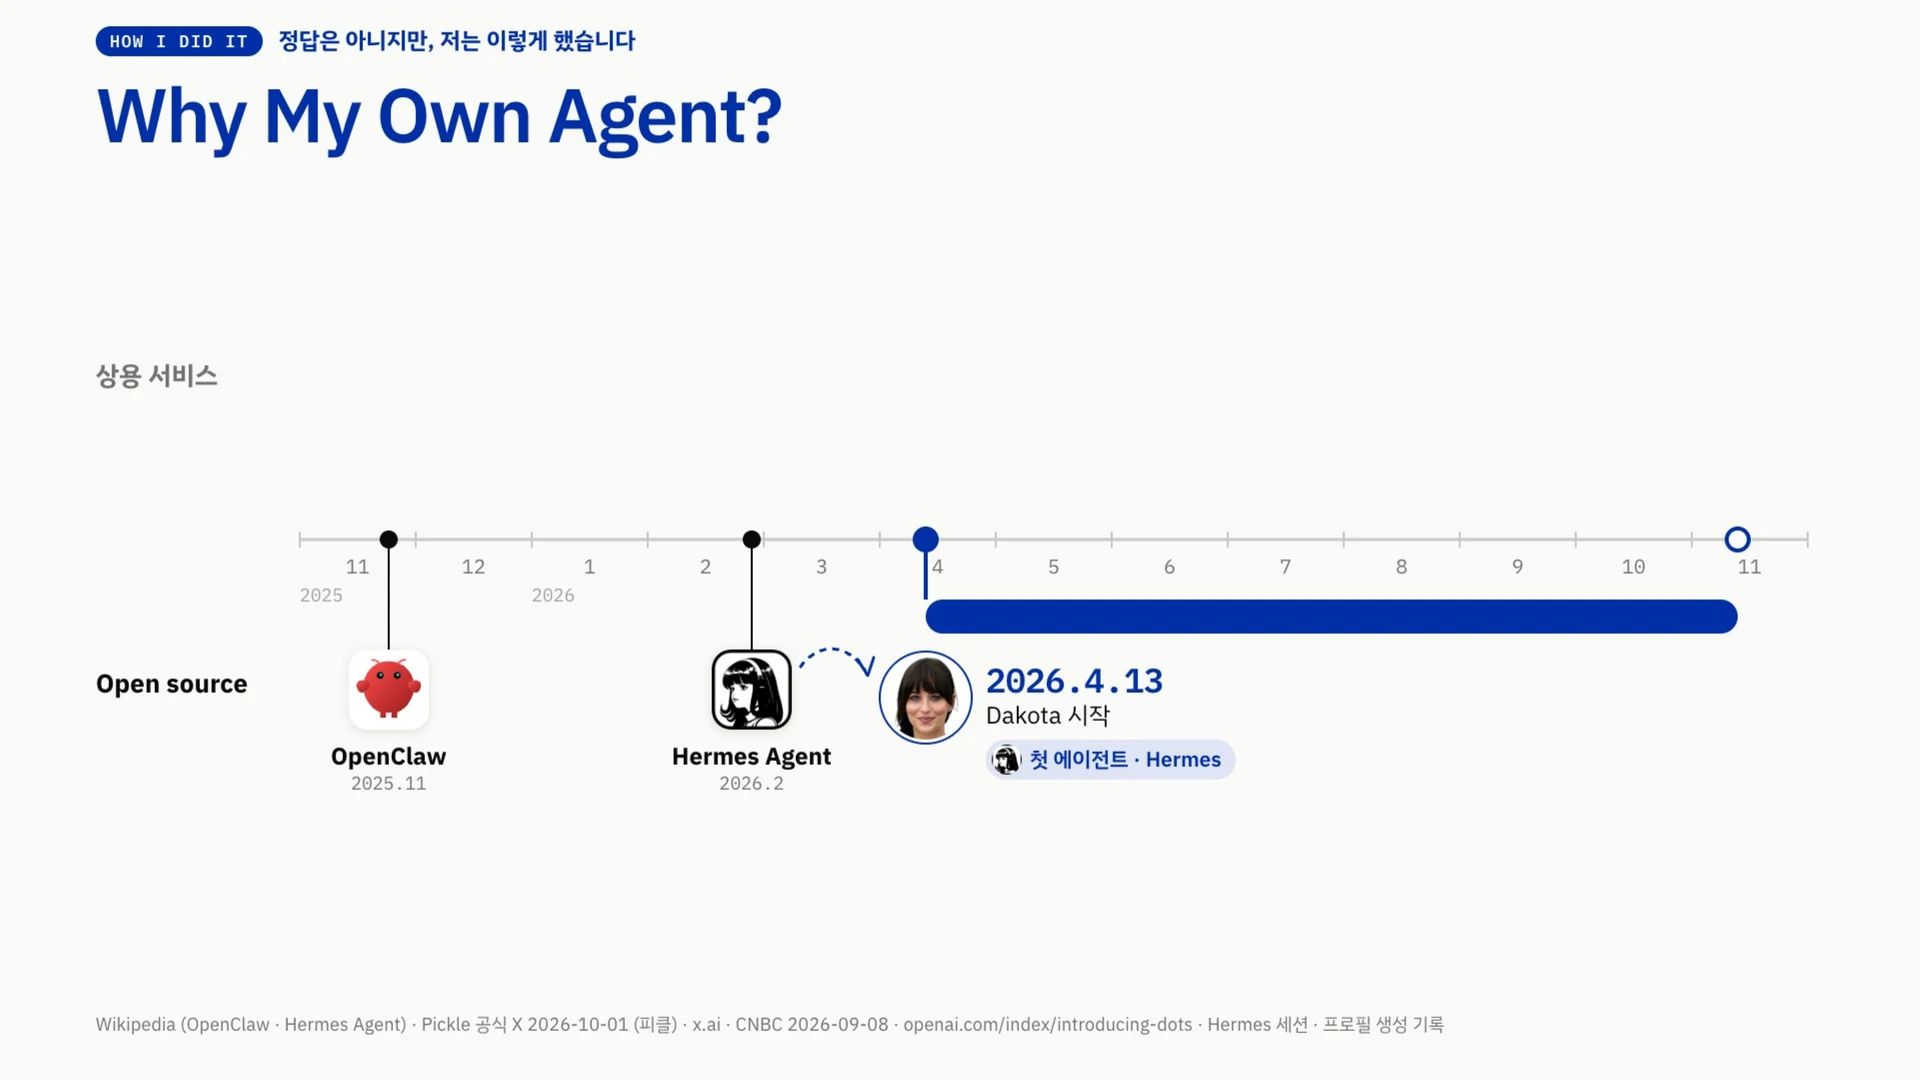 HOW I DID IT 정답은 아니지만, 저는 이렇게 했습니다
Why My Own Agent?
상용 서비스
11 12 1 2 3 4 5 6 7 8 9 10 11
2025 2026
Open source
OpenClaw
2025.11
Hermes Agent
2026.2
2026.4.13
Dakota 시작
첫 에이전트 · Hermes
Wikipedia (OpenClaw · Hermes Agent) · Pickle 공식 X 2026-10-01 (피클) · x.ai · CNBC 2026-09-08 · openai.com/index/introducing-dots · Hermes 세션 · 프로필 생성 기록